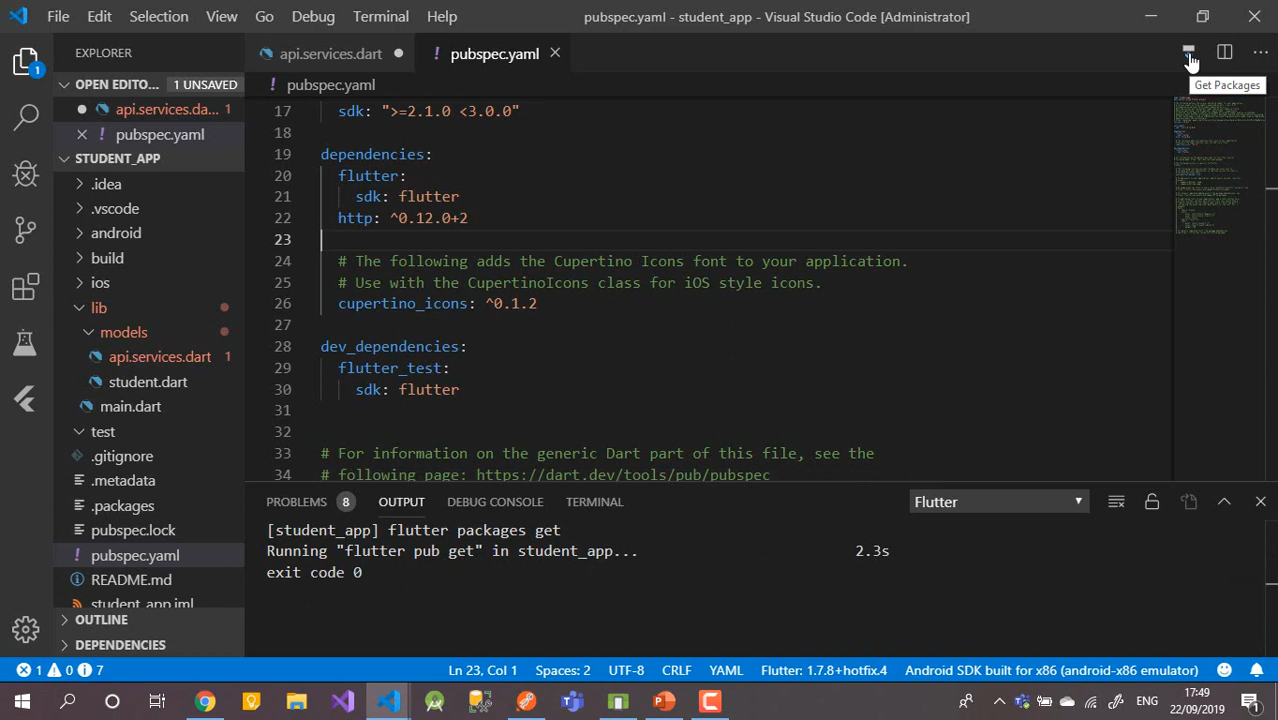 File Edit Selection View Go Debug Terminal Help
pubspec.yaml - student_app - Visual Studio Code [Administrator]
EXPLORER
OPEN EDITO... 1 UNSAVED
api.services.da... 1
pubspec.yaml
STUDENT_APP
.idea
.vscode
android
build
ios
lib
models
api.services.dart 1
student.dart
main.dart
test
.gitignore
.metadata
.packages
pubspec.lock
pubspec.yaml
README.md
student_app.iml
OUTLINE
DEPENDENCIES
1
api.services.dart
! pubspec.yaml
Get Packages
! pubspec.yaml
17 sdk: ">=2.1.0 <3.0.0"
18
19 dependencies:
20 flutter:
21 sdk: flutter
22 http: ^0.12.0+2
23
24 # The following adds the Cupertino Icons font to your application.
25 # Use with the CupertinoIcons class for iOS style icons.
26 cupertino_icons: ^0.1.2
27
28 dev_dependencies:
29 flutter_test:
30 sdk: flutter
31
32
33 # For information on the generic Dart part of this file, see the
34 # following page: https://dart.dev/tools/pub/pubspec
PROBLEMS 8 OUTPUT DEBUG CONSOLE TERMINAL
Flutter
[student_app] flutter packages get
Running "flutter pub get" in student_app... 2.3s
exit code 0
1 0 7
Ln 23, Col 1 Spaces: 2 UTF-8 CRLF YAML Flutter: 1.7.8+hotfix.4 Android SDK built for x86 (android-x86 emulator)
ENG
17:49
22/09/2019